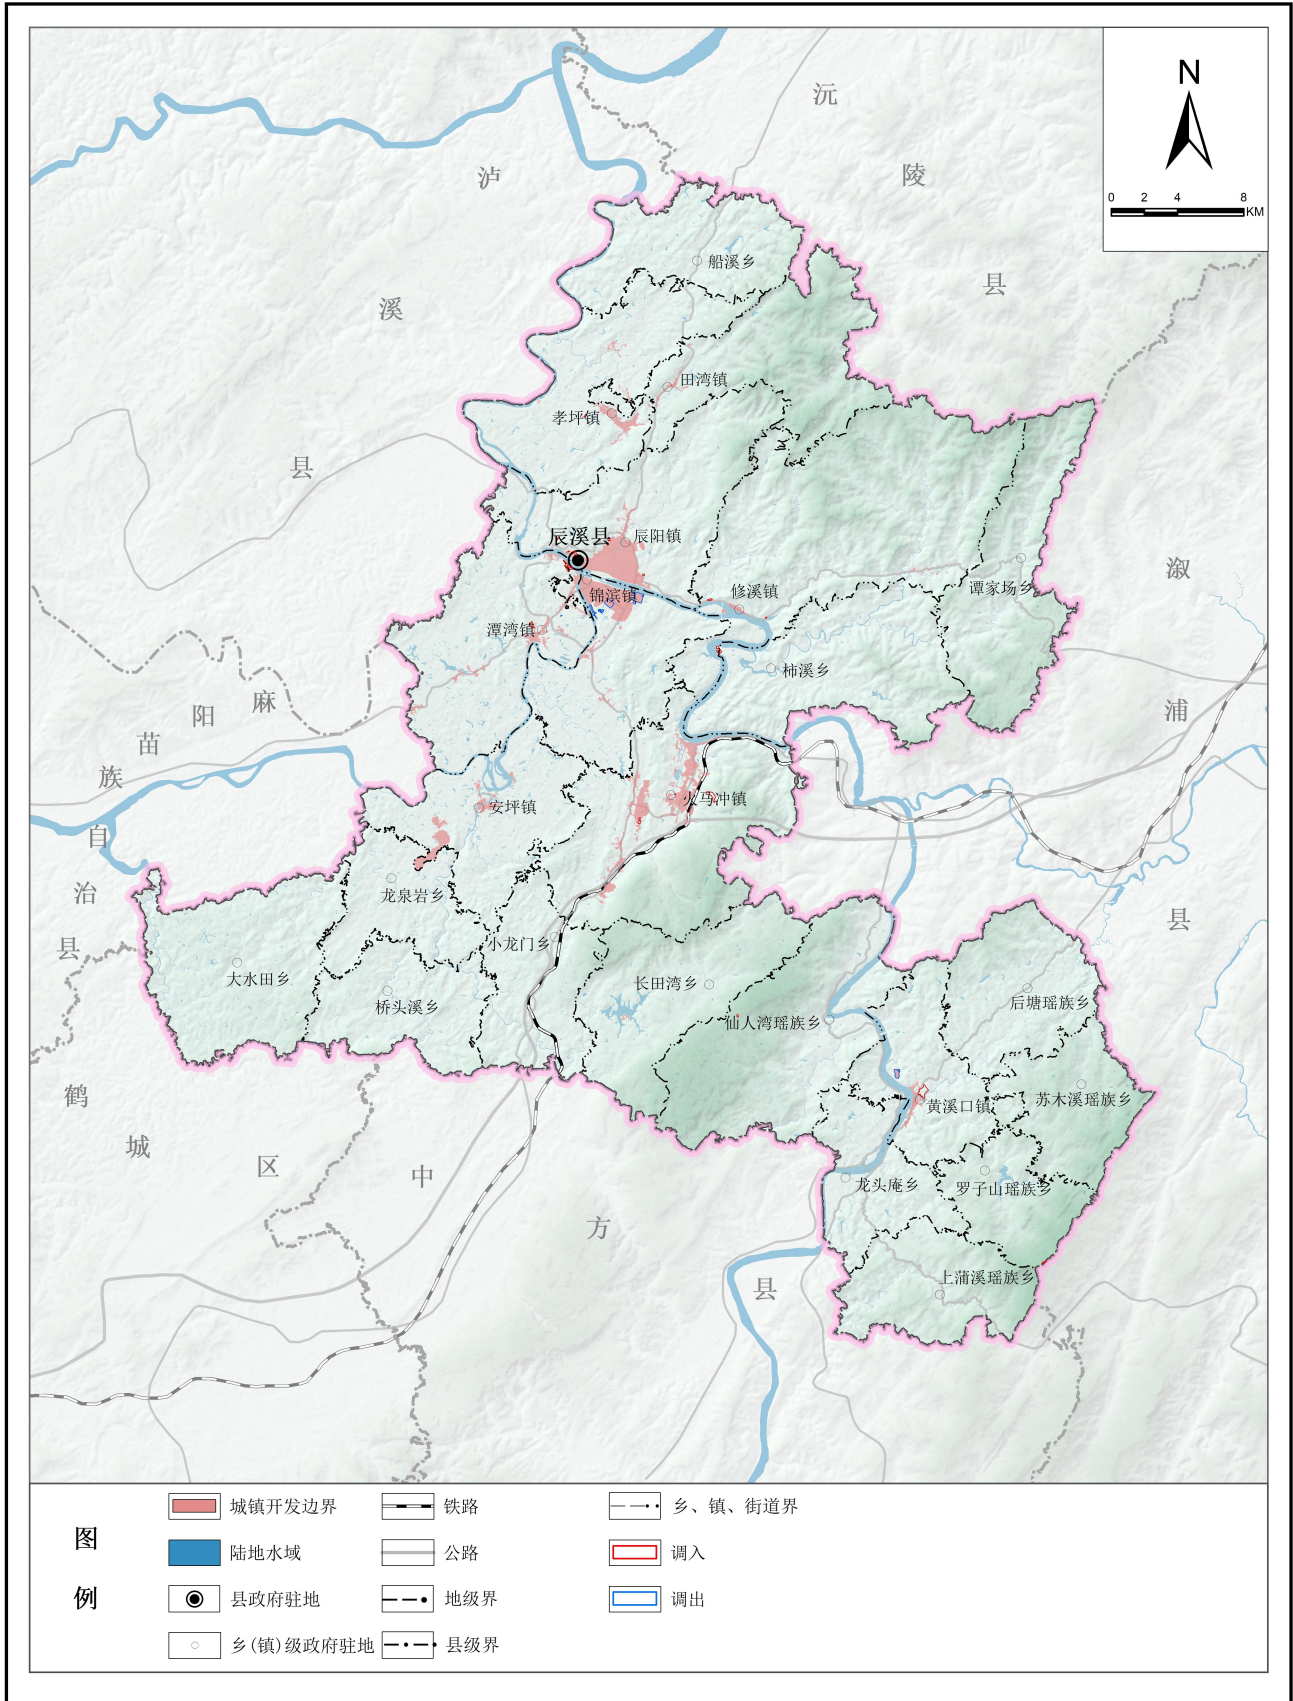 N
0 2 4 8
KM
沅
陵
县
泸
溪
县
溆
浦
县
麻
阳
苗
族
自
治
县
鹤
城
区
中
方
县
船溪乡
田湾镇
孝坪镇
辰溪县
辰阳镇
锦滨镇
修溪镇
谭家场乡
潭湾镇
柿溪乡
安坪镇
火马冲镇
龙泉岩乡
小龙门乡
大水田乡
桥头溪乡
长田湾乡
仙人湾瑶族乡
后塘瑶族乡
黄溪口镇
苏木溪瑶族乡
龙头庵乡
罗子山瑶族乡
上蒲溪瑶族乡
图
例
城镇开发边界
铁路
乡、镇、街道界
陆地水域
公路
调入
县政府驻地
地级界
调出
乡(镇)级政府驻地
县级界